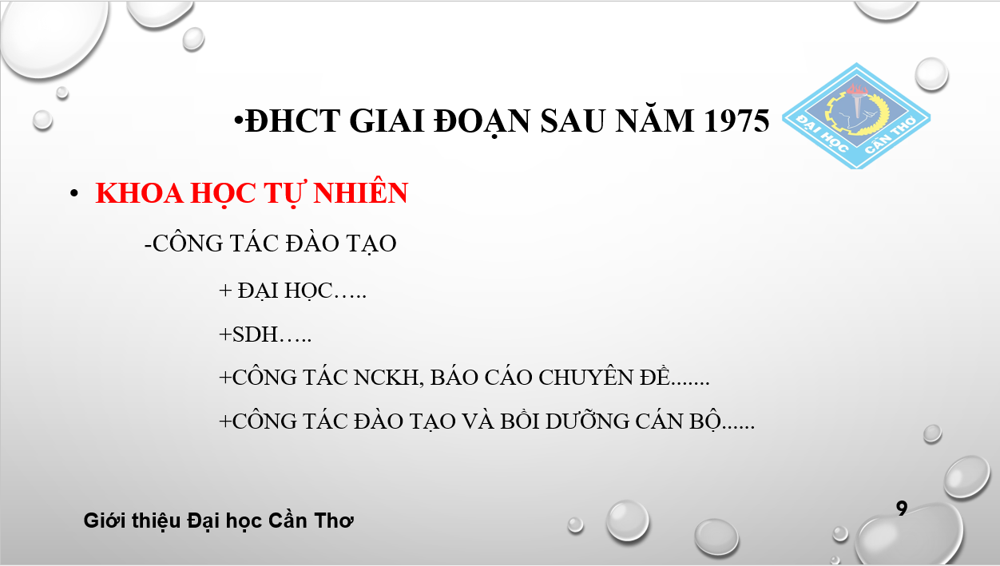 •ĐHCT GIAI ĐOẠN SAU NĂM 1975
ĐẠI HỌC CẦN THƠ
• KHOA HỌC TỰ NHIÊN
-CÔNG TÁC ĐÀO TẠO
+ ĐẠI HỌC…..
+SDH…..
+CÔNG TÁC NCKH, BÁO CÁO CHUYÊN ĐỀ.......
+CÔNG TÁC ĐÀO TẠO VÀ BỒI DƯỠNG CÁN BỘ......
Giới thiệu Đại học Cần Thơ
9